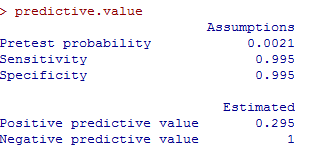 > predictive.value
Assumptions
Pretest probability 0.0021
Sensitivity 0.995
Specificity 0.995
Estimated
Positive predictive value 0.295
Negative predictive value 1